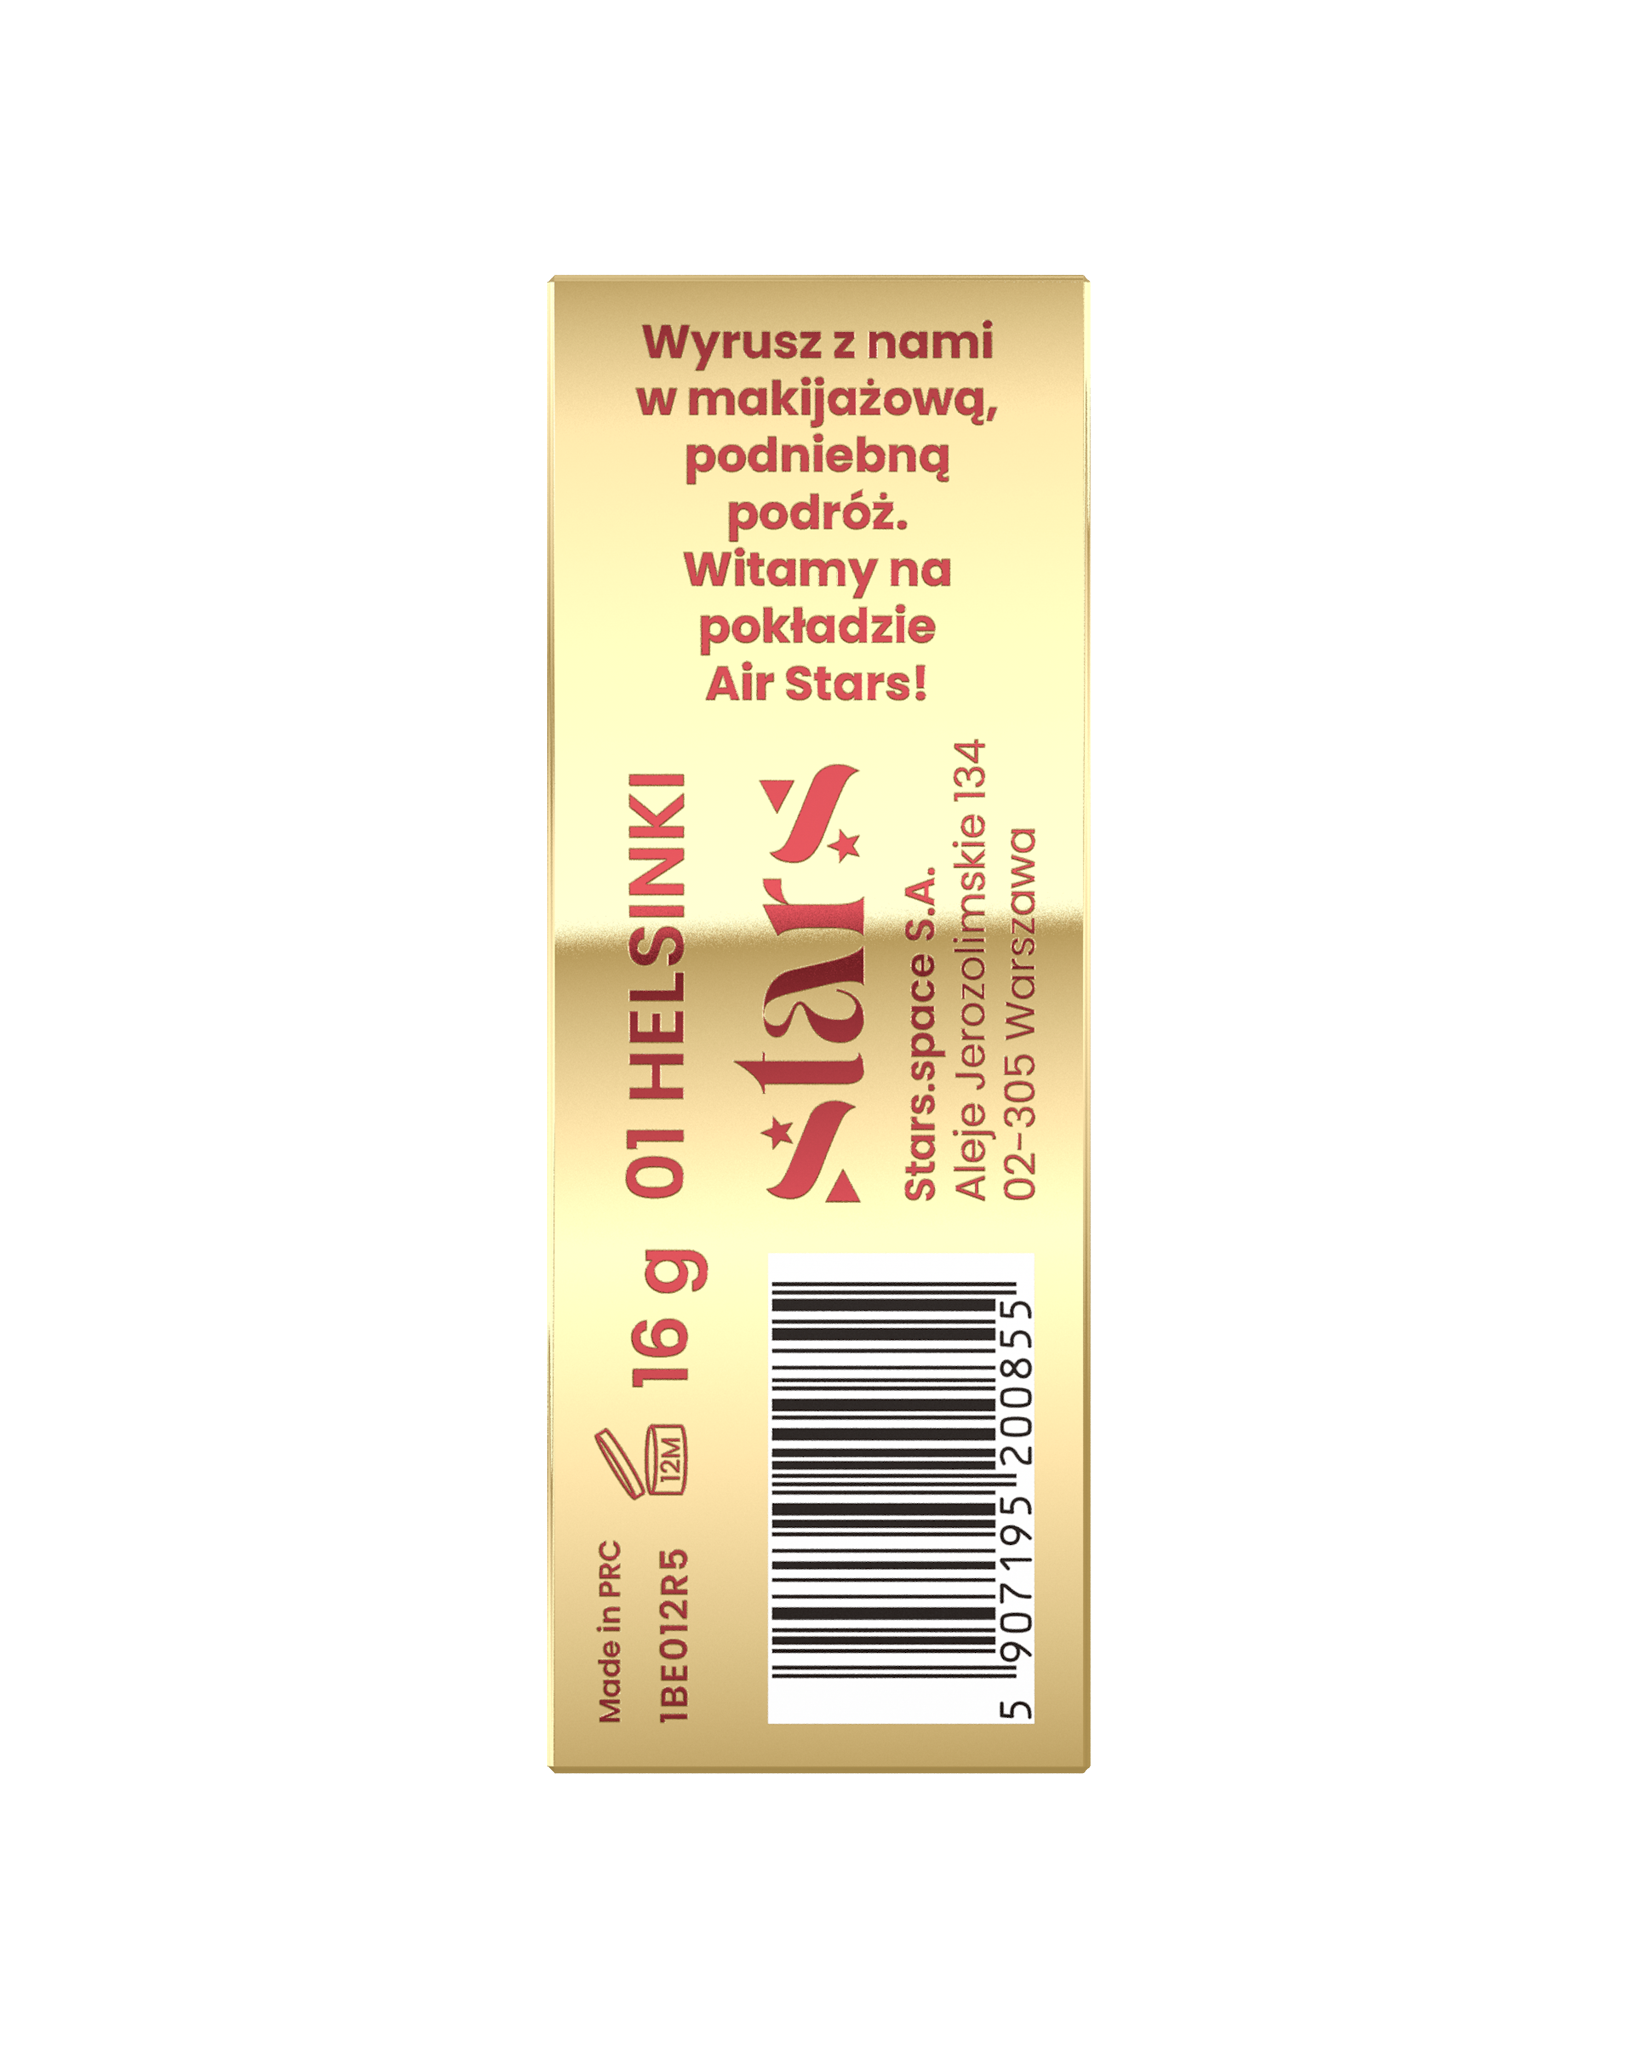 Wyrusz z nami
w makijażową,
podniebną
podróż.
Witamy na
pokładzie
Air Stars!
01 HELSINKI
stars
Stars.space S.A.
Aleje Jerozolimskie 134
02-305 Warszawa
16 g
12M
Made in PRC
1BE012R5
5 907195 200855